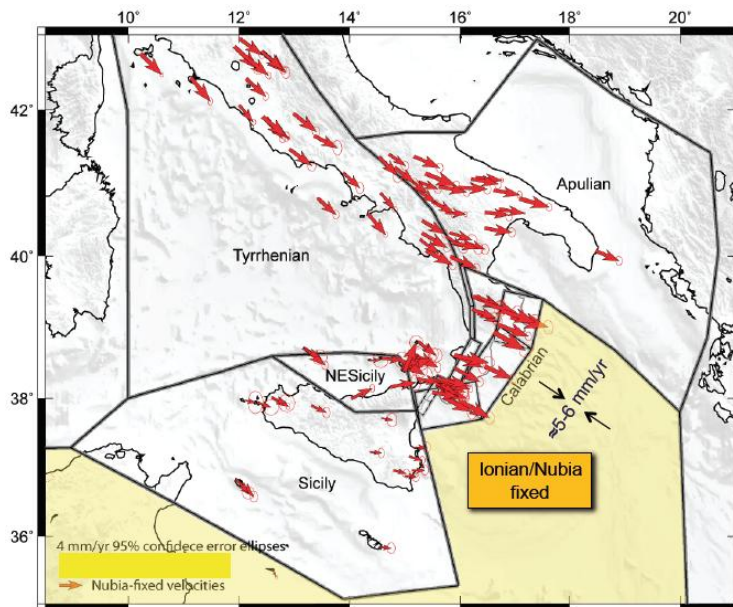 10° 12° 14° 16° 18° 20°
42°
Apulian
40°
Tyrrhenian
NESicily
Calabrian
≈5-6 mm/yr
38°
Ionian/Nubia
fixed
Sicily
36°
4 mm/yr 95% confidece error ellipses
Nubia-fixed velocities